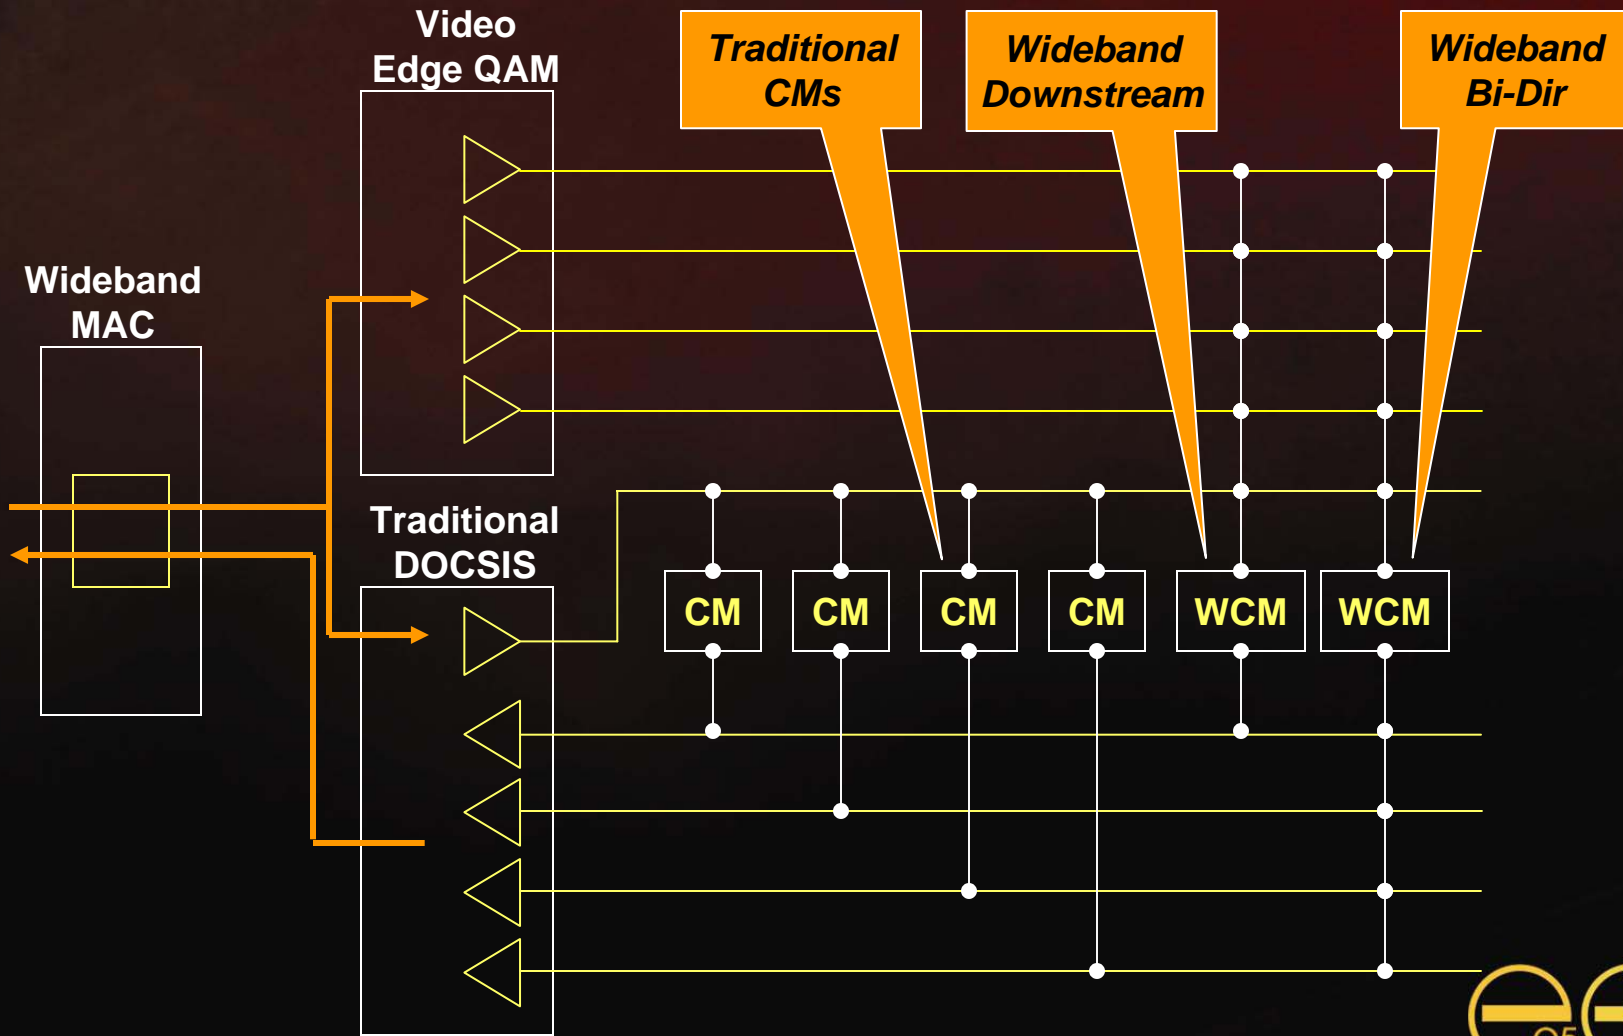 Video
Edge QAM
Traditional
CMs
Wideband
Downstream
Wideband
Bi-Dir
Wideband
MAC
Traditional
DOCSIS
CM
CM
CM
CM
WCM
WCM